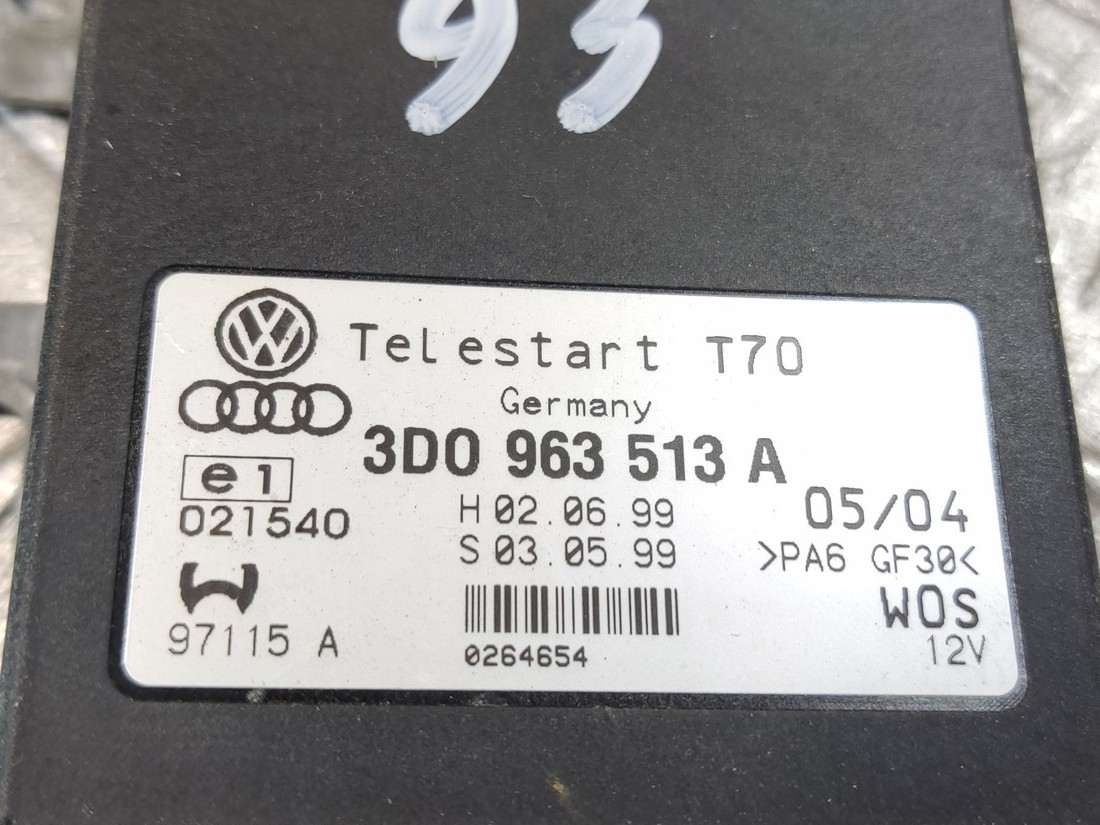 95
Telestart T70
Germany
3D0 963 513 A
e1
021540
H 02.06.99
05/04
S 03.05.99
>PA6 GF30<
WOS
97115 A
0264654
12V